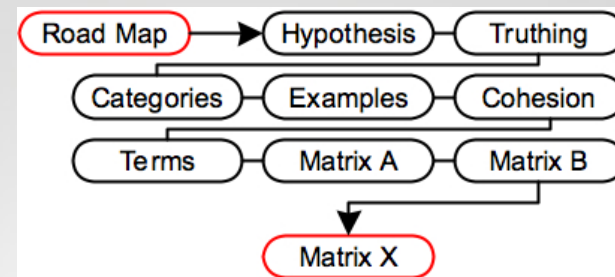 Road Map Hypothesis Truthing
Categories Examples Cohesion
Terms Matrix A Matrix B
Matrix X